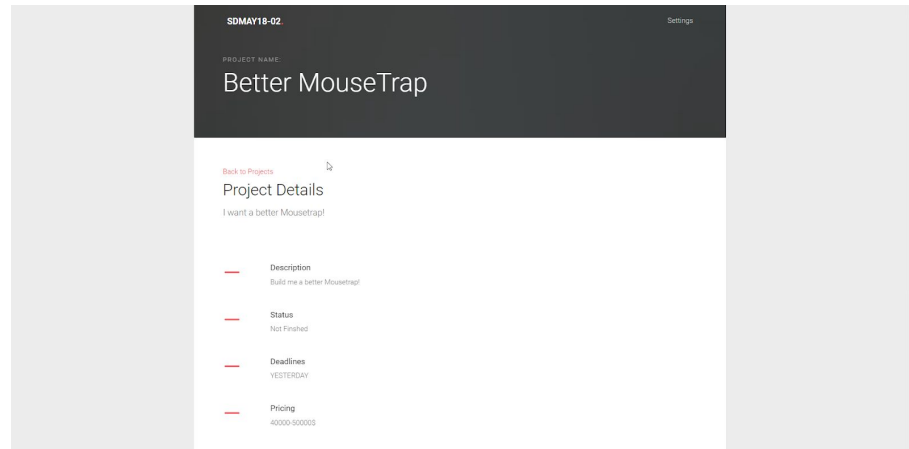 SDMAY18-02.
Settings
PROJECT NAME:
Better MouseTrap
Back to Projects
Project Details
I want a better Mousetrap!
Description
Build me a better Mousetrap!
Status
Not Finshed
Deadlines
YESTERDAY
Pricing
40000-50000$